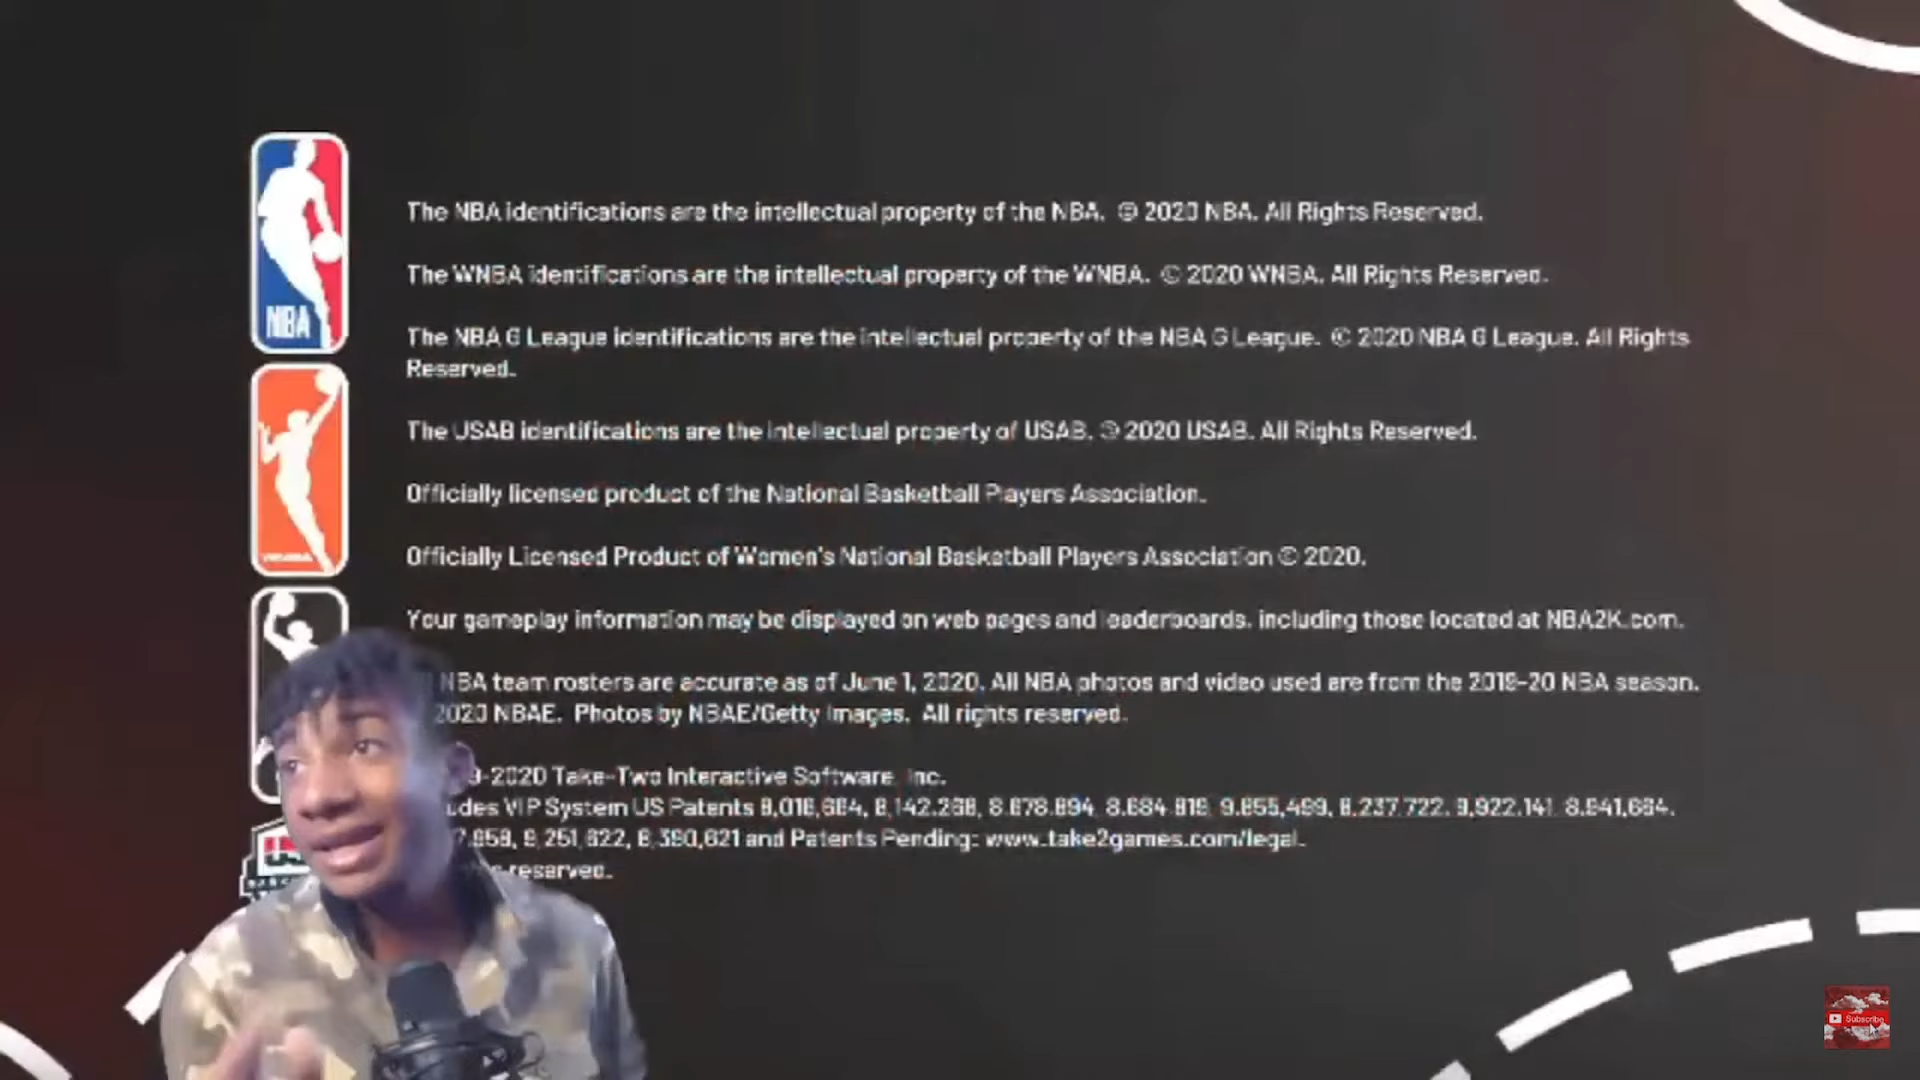 NBA
The NBA identifications are the intellectual property of the NBA. © 2020 NBA. All Rights Reserved.
The WNBA identifications are the intellectual property of the WNBA. © 2020 WNBA. All Rights Reserved.
The NBA G League identifications are the intellectual property of the NBA G League. © 2020 NBA G League. All Rights
Reserved.
The USAB identifications are the intellectual property of USAB. © 2020 USAB. All Rights Reserved.
Officially licensed product of the National Basketball Players Association.
Officially Licensed Product of Women's National Basketball Players Association © 2020.
Your gameplay information may be displayed on web pages and leaderboards, including those located at NBA2K.com.
NBA team rosters are accurate as of June 1, 2020. All NBA photos and video used are from the 2019-20 NBA season.
2020 NBAE. Photos by NBAE/Getty Images. All rights reserved.
-2020 Take-Two Interactive Software, Inc.
VIP System US Patents 8,142,268, 9,922,141,
and Patents Pending: www.take2games.com/legal.
reserved.
Subscribe